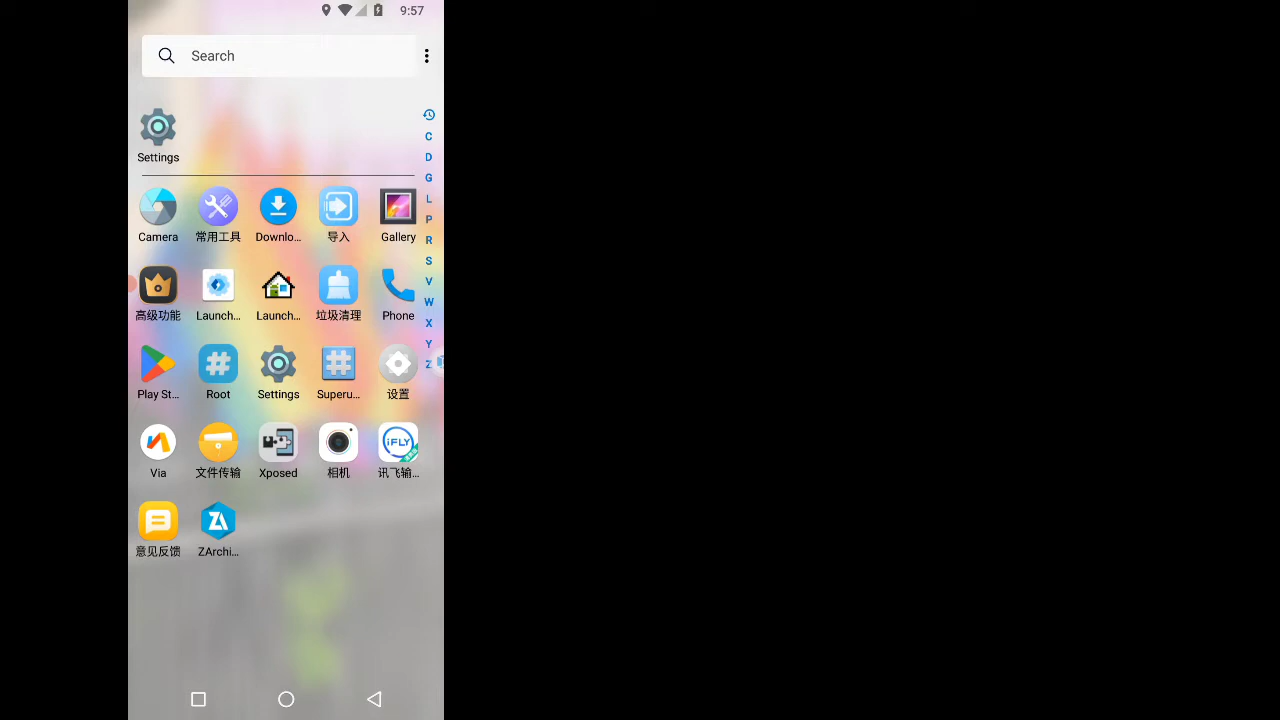 9:57
Search
Settings
C
D
G
L
P
R
S
V
W
X
Y
Z
Camera
常用工具
Downlo...
导入
Gallery
高级功能
Launch...
Launch...
垃圾清理
Phone
Play St...
Root
Settings
Superu...
设置
Via
文件传输
Xposed
相机
iFLY
讯飞输...
意见反馈
ZA
ZArchi...